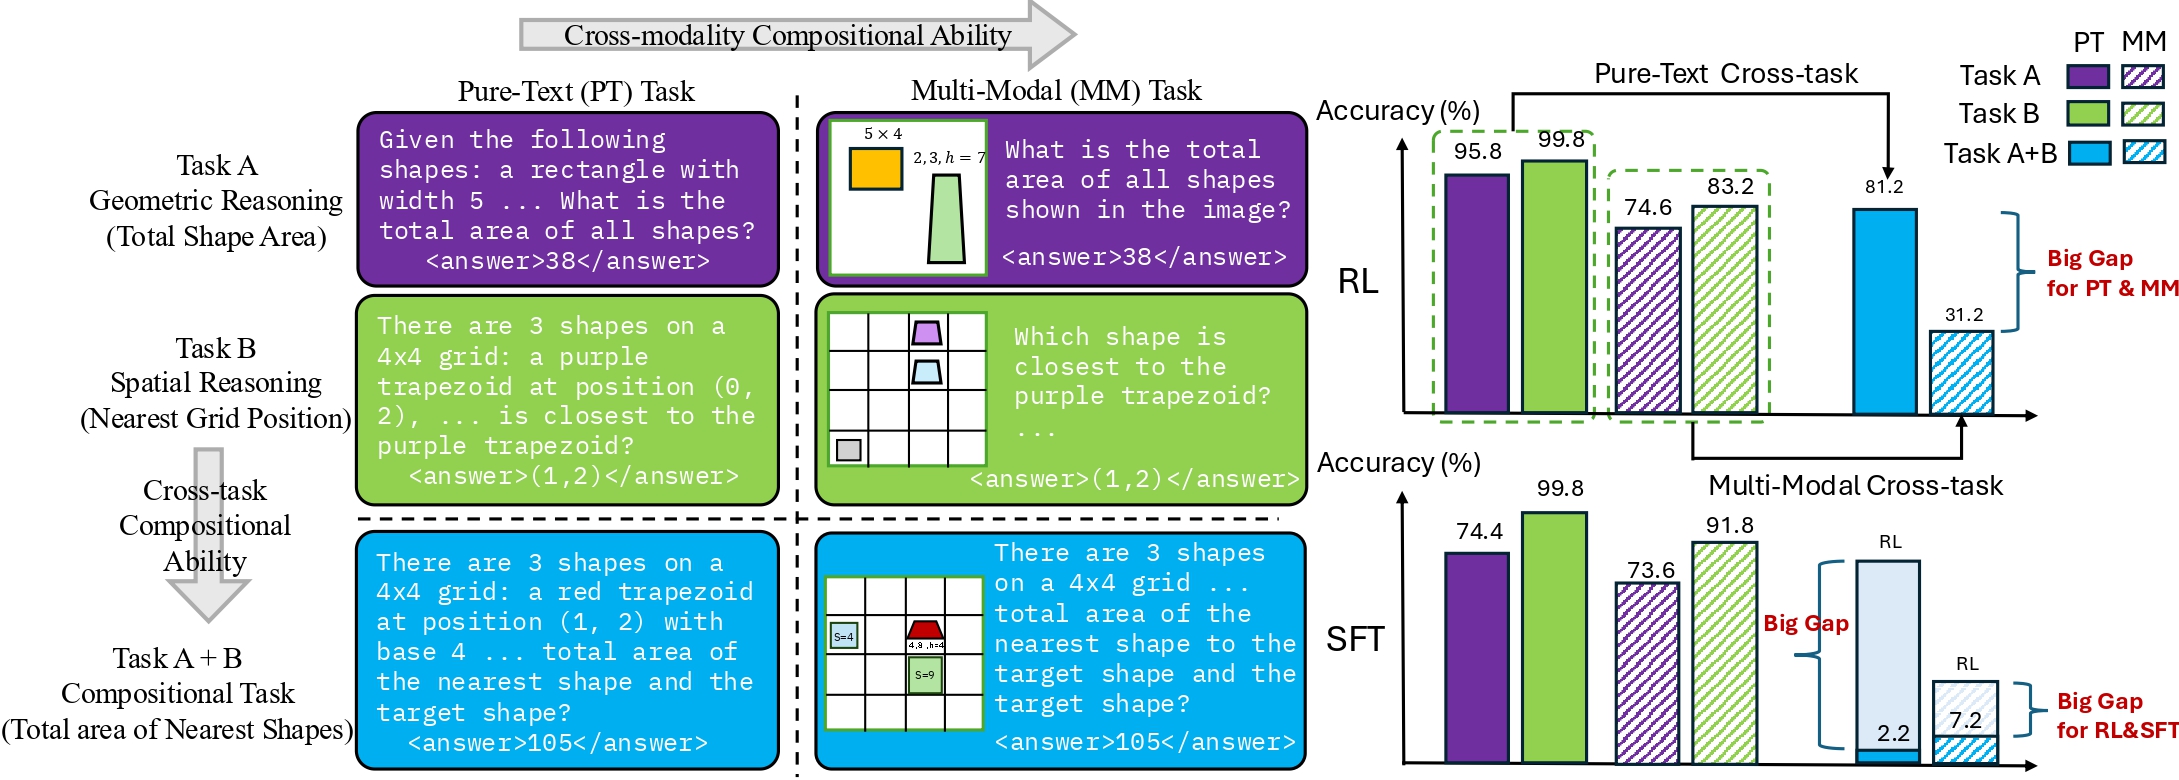 Cross-modality Compositional Ability
Pure-Text (PT) Task
Multi-Modal (MM) Task
Task A
Geometric Reasoning
(Total Shape Area)
Given the following
shapes: a rectangle with
width 5 ... What is the
total area of all shapes?
<answer>38</answer>
5 × 4
2, 3, h = 7
What is the total
area of all shapes
shown in the image?
<answer>38</answer>
Task B
Spatial Reasoning
(Nearest Grid Position)
There are 3 shapes on a
4x4 grid: a purple
trapezoid at position (0,
2), ... is closest to the
purple trapezoid?
<answer>(1,2)</answer>
Which shape is
closest to the
purple trapezoid?
...
<answer>(1,2)</answer>
Cross-task
Compositional
Ability
Task A + B
Compositional Task
(Total area of Nearest Shapes)
There are 3 shapes on a
4x4 grid: a red trapezoid
at position (1, 2) with
base 4 ... total area of
the nearest shape and the
target shape?
<answer>105</answer>
S=4
4,8 ,h=4
S=9
There are 3 shapes
on a 4x4 grid ...
total area of the
nearest shape to the
target shape and the
target shape?
<answer>105</answer>
PT MM
Task A
Task B
Task A+B
Pure-Text Cross-task
Accuracy (%)
95.8
99.8
74.6
83.2
81.2
31.2
RL
Big Gap
for PT & MM
Multi-Modal Cross-task
Accuracy (%)
74.4
99.8
73.6
91.8
RL
RL
2.2
7.2
SFT
Big Gap
Big Gap
for RL&SFT